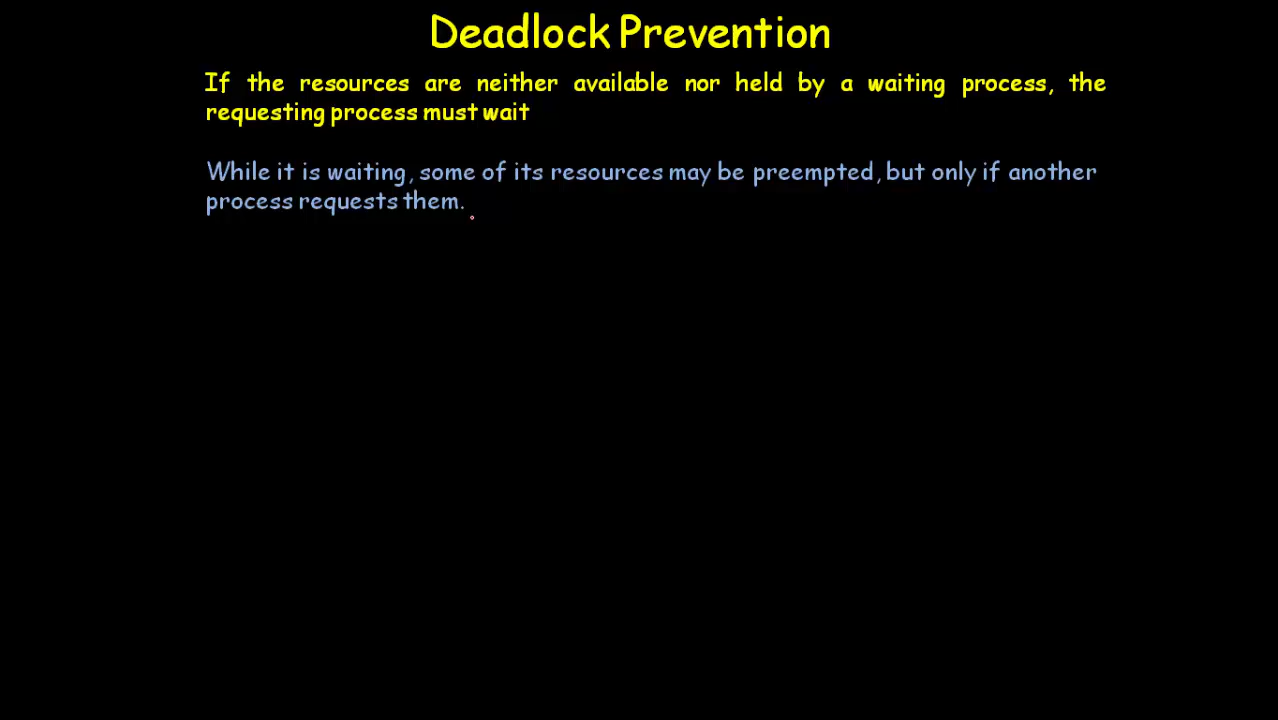 Deadlock Prevention
If the resources are neither available nor held by a waiting process, the
requesting process must wait
While it is waiting, some of its resources may be preempted, but only if another
process requests them.